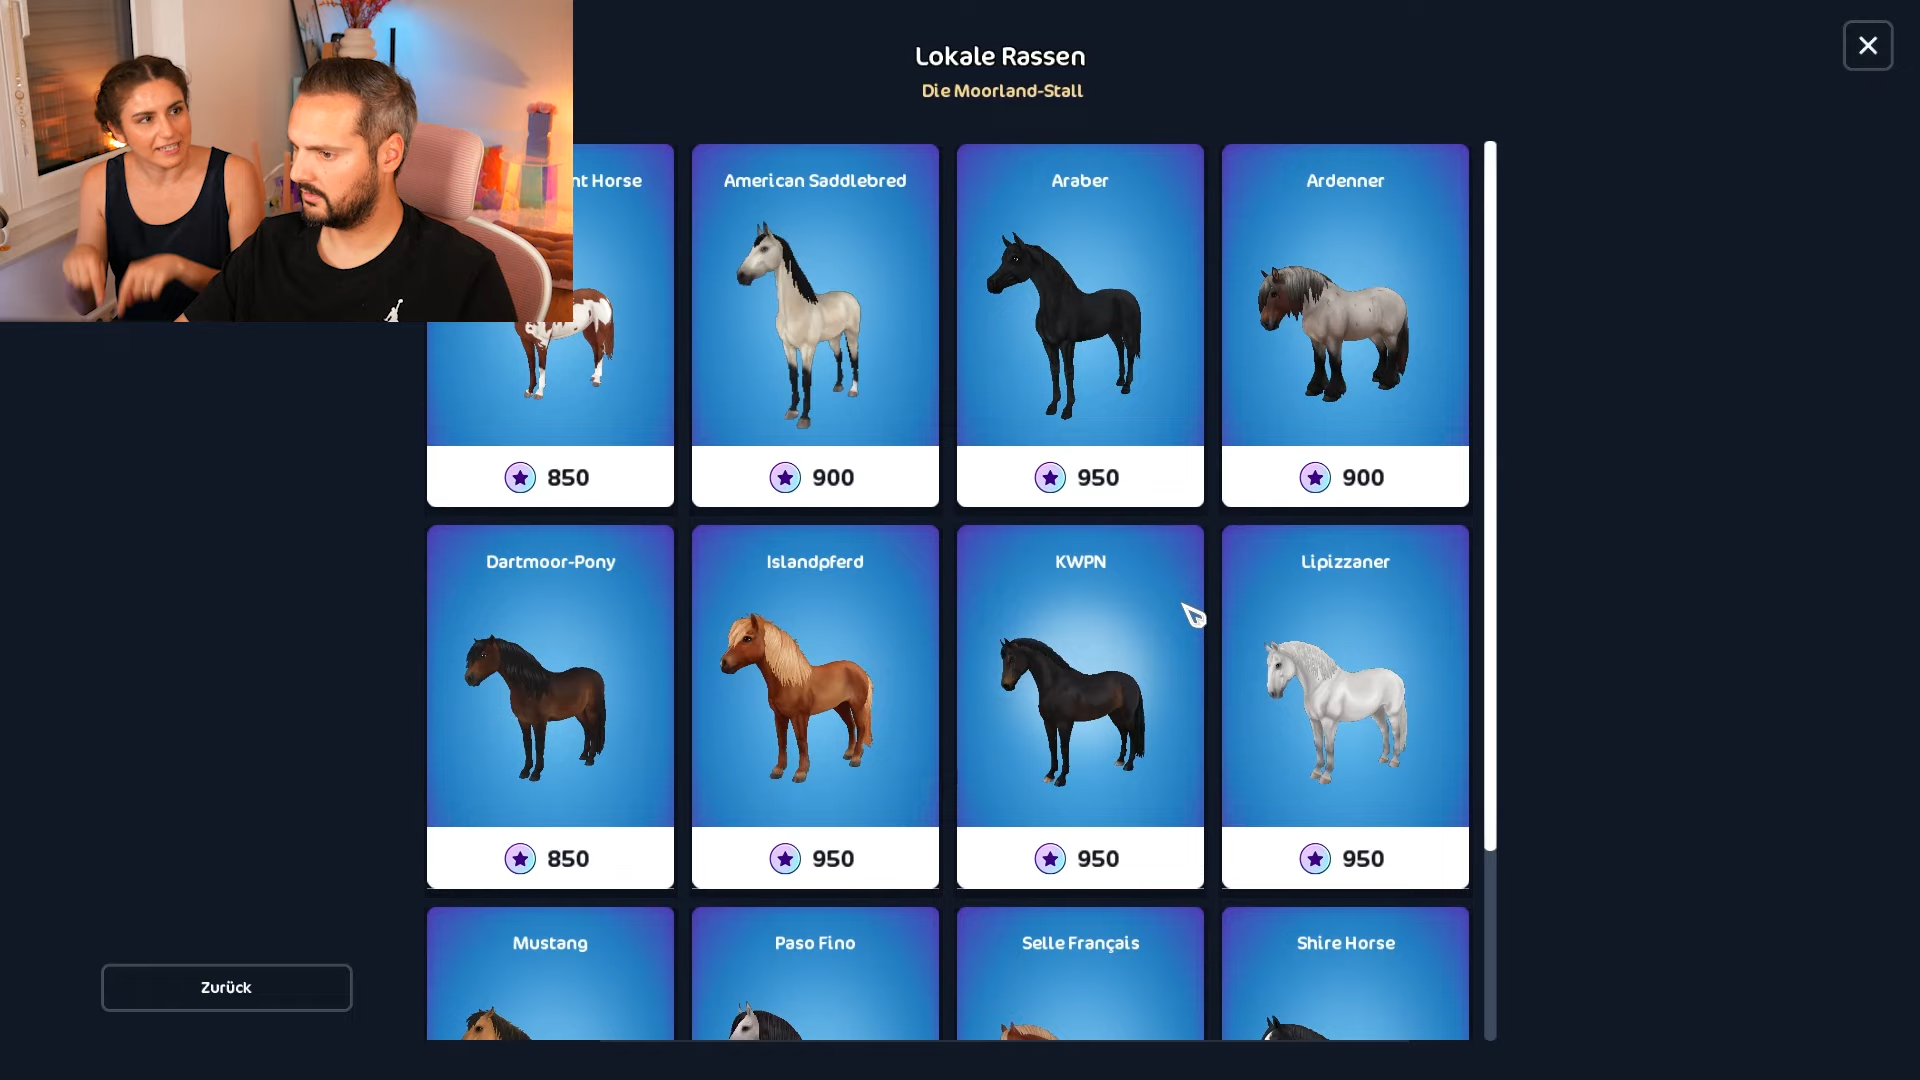 Lokale Rassen
Die Moorland-Stall
nt Horse
American Saddlebred
Araber
Ardenner
850
900
950
900
Dartmoor-Pony
Islandpferd
KWPN
Lipizzaner
850
950
950
950
Mustang
Paso Fino
Selle Français
Shire Horse
Zurück